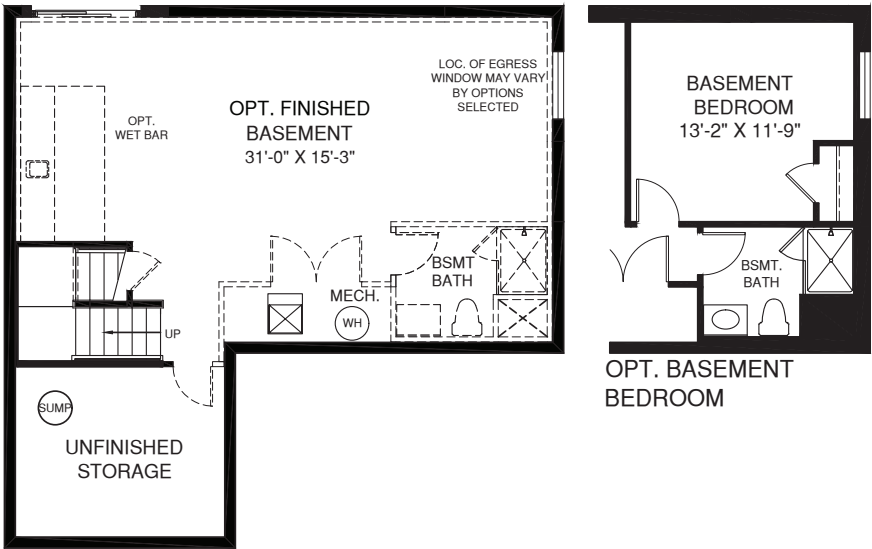 OPT. FINISHED
BASEMENT
31'-0" X 15'-3"
LOC. OF EGRESS
WINDOW MAY VARY
BY OPTIONS
SELECTED
OPT.
WET BAR
BSMT
BATH
MECH.
WH
UP
SUMP
UNFINISHED
STORAGE
BASEMENT
BEDROOM
13'-2" X 11'-9"
BSMT.
BATH
OPT. BASEMENT
BEDROOM